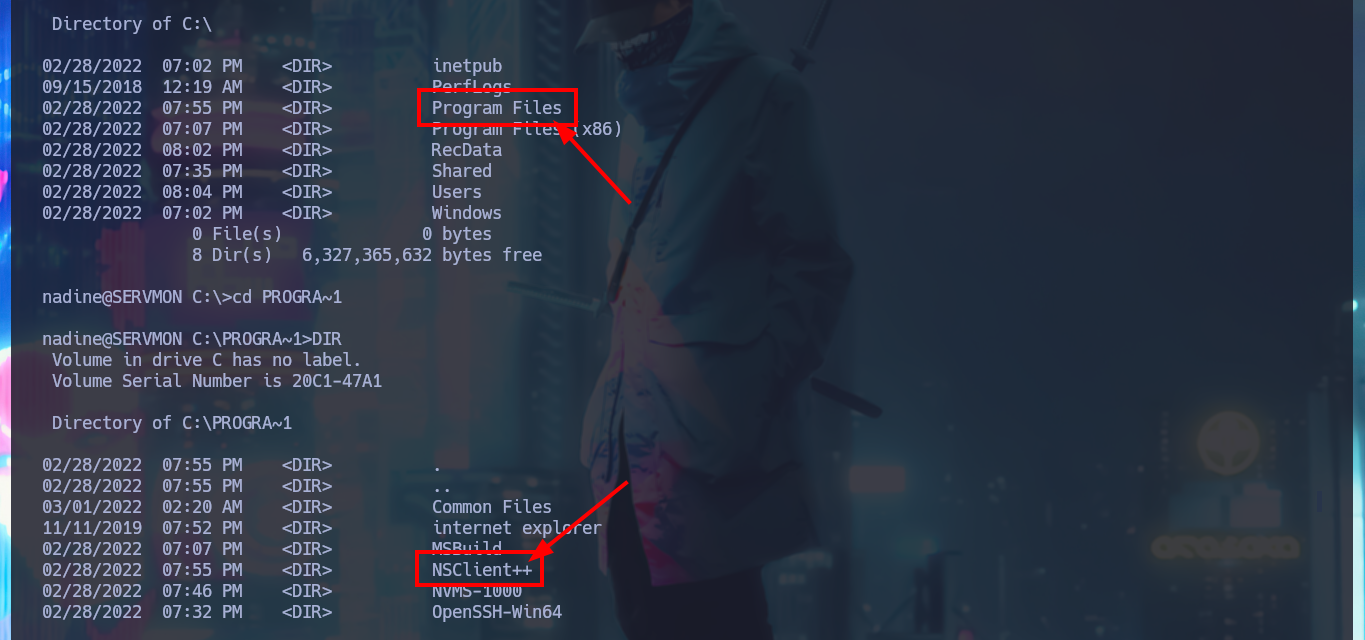 Directory of C:\
02/28/2022  07:02 PM    <DIR>          inetpub
09/15/2018  12:19 AM    <DIR>          PerfLogs
02/28/2022  07:55 PM    <DIR>          Program Files
02/28/2022  07:07 PM    <DIR>          Program Files (x86)
02/28/2022  08:02 PM    <DIR>          RecData
02/28/2022  07:35 PM    <DIR>          Shared
02/28/2022  08:04 PM    <DIR>          Users
02/28/2022  07:02 PM    <DIR>          Windows
0 File(s)              0 bytes
8 Dir(s)   6,327,365,632 bytes free
nadine@SERVMON C:\>cd PROGRA~1
nadine@SERVMON C:\PROGRA~1>DIR
Volume in drive C has no label.
Volume Serial Number is 20C1-47A1
Directory of C:\PROGRA~1
02/28/2022  07:55 PM    <DIR>          .
02/28/2022  07:55 PM    <DIR>          ..
03/01/2022  02:20 AM    <DIR>          Common Files
11/11/2019  07:52 PM    <DIR>          internet explorer
02/28/2022  07:07 PM    <DIR>          MSBuild
02/28/2022  07:55 PM    <DIR>          NSClient++
02/28/2022  07:46 PM    <DIR>          NVMS-1000
02/28/2022  07:32 PM    <DIR>          OpenSSH-Win64